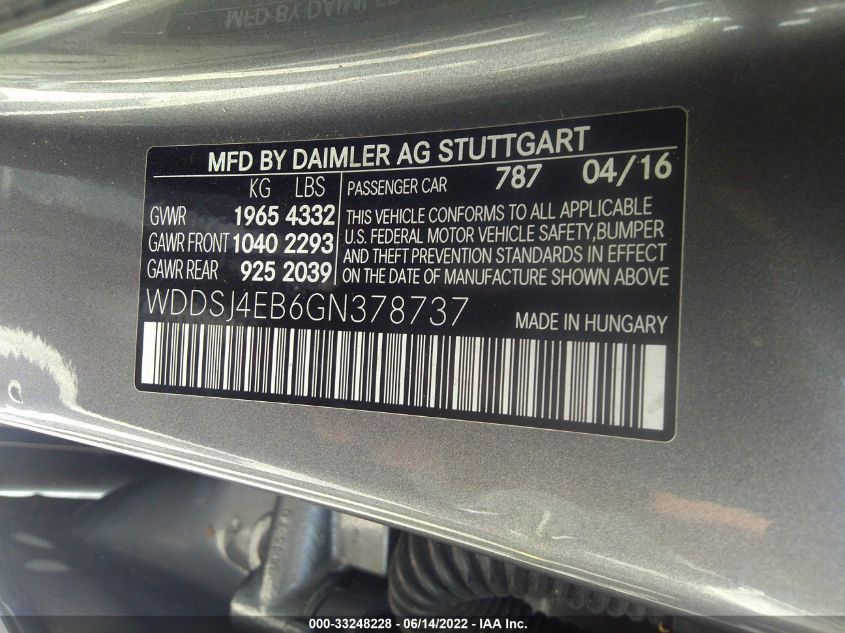 MFD BY DAIMLER AG STUTTGART
KG LBS
GVWR 1965 4332
GAWR FRONT 1040 2293
GAWR REAR 925 2039
PASSENGER CAR 787 04/16
THIS VEHICLE CONFORMS TO ALL APPLICABLE
U.S. FEDERAL MOTOR VEHICLE SAFETY, BUMPER
AND THEFT PREVENTION STANDARDS IN EFFECT
ON THE DATE OF MANUFACTURE SHOWN ABOVE
WDDSJ4EB6GN378737
MADE IN HUNGARY
000-33248228 - 06/14/2022 - IAA Inc.